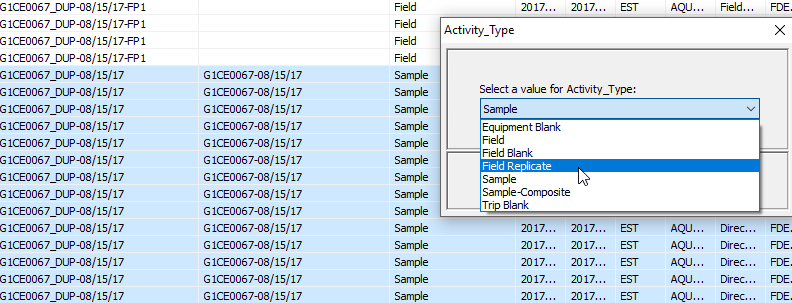 G1CE0067_DUP-08/15/17-FP1 Field 2017... 2017... EST AQU... Field... FDE.
G1CE0067_DUP-08/15/17-FP1 Field
Activity_Type
G1CE0067_DUP-08/15/17-FP1 Field
G1CE0067_DUP-08/15/17-FP1 Field
G1CE0067_DUP-08/15/17 G1CE0067-08/15/17 Sample
Select a value for Activity_Type:
G1CE0067_DUP-08/15/17 G1CE0067-08/15/17 Sample
Sample
G1CE0067_DUP-08/15/17 G1CE0067-08/15/17 Sample
Equipment Blank
G1CE0067_DUP-08/15/17 G1CE0067-08/15/17 Sample
Field
G1CE0067_DUP-08/15/17 G1CE0067-08/15/17 Sample
Field Blank
Field Replicate
G1CE0067_DUP-08/15/17 G1CE0067-08/15/17 Sample
Sample
G1CE0067_DUP-08/15/17 G1CE0067-08/15/17 Sample
Sample-Composite
G1CE0067_DUP-08/15/17 G1CE0067-08/15/17 Sample
Trip Blank
G1CE0067_DUP-08/15/17 G1CE0067-08/15/17 Sample
G1CE0067_DUP-08/15/17 G1CE0067-08/15/17 Sample 2017... 2017... EST AQU... Direc... FDE.
G1CE0067_DUP-08/15/17 G1CE0067-08/15/17 Sample 2017... 2017... EST AQU... Direc... FDE.
G1CE0067_DUP-08/15/17 G1CE0067-08/15/17 Sample 2017... 2017... EST AQU... Direc... FDE.
G1CE0067_DUP-08/15/17 G1CE0067-08/15/17 Sample 2017... 2017... EST AQU... Direc... FDE.
G1CE0067_DUP-08/15/17 G1CE0067-08/15/17 Sample 2017... 2017... EST AQU... Direc... FDE.